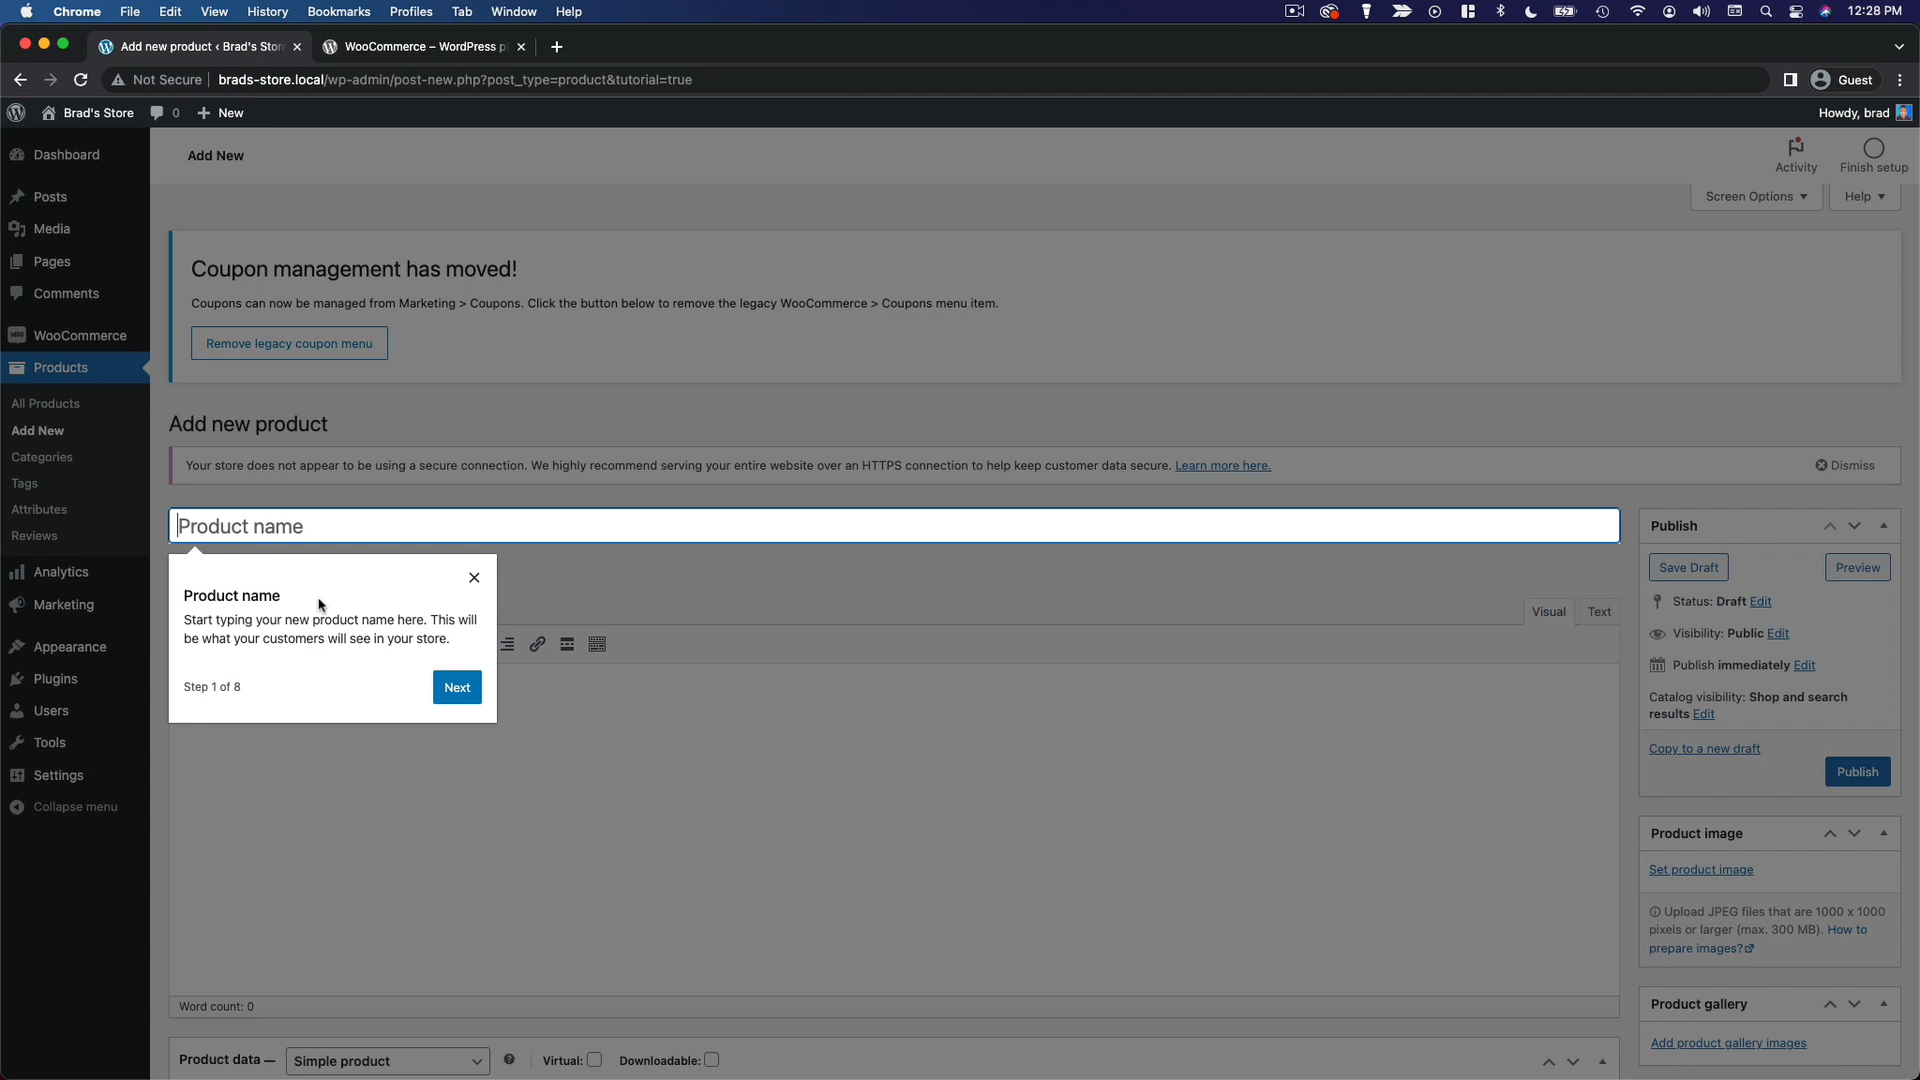 Chrome File Edit View History Bookmarks Profiles Tab Window Help 12:28 PM
Add new product ‹ Brad's Stor
WooCommerce – WordPress p
Not Secure brads-store.local/wp-admin/post-new.php?post_type=product&tutorial=true Guest
Brad's Store 0 New Howdy, brad
Dashboard
Posts
Media
Pages
Comments
WooCommerce
Products
All Products
Add New
Categories
Tags
Attributes
Reviews
Analytics
Marketing
Appearance
Plugins
Users
Tools
Settings
Collapse menu
Add New
Activity
Finish setup
Screen Options
Help
Coupon management has moved!
Coupons can now be managed from Marketing > Coupons. Click the button below to remove the legacy WooCommerce > Coupons menu item.
Remove legacy coupon menu
Add new product
Your store does not appear to be using a secure connection. We highly recommend serving your entire website over an HTTPS connection to help keep customer data secure. Learn more here.
Dismiss
Product name
Product name
Start typing your new product name here. This will
be what your customers will see in your store.
Step 1 of 8
Next
Visual Text
Word count: 0
Product data — Simple product Virtual: Downloadable:
Publish
Save Draft Preview
Status: Draft Edit
Visibility: Public Edit
Publish immediately Edit
Catalog visibility: Shop and search
results Edit
Copy to a new draft
Publish
Product image
Set product image
Upload JPEG files that are 1000 x 1000
pixels or larger (max. 300 MB). How to
prepare images?
Product gallery
Add product gallery images